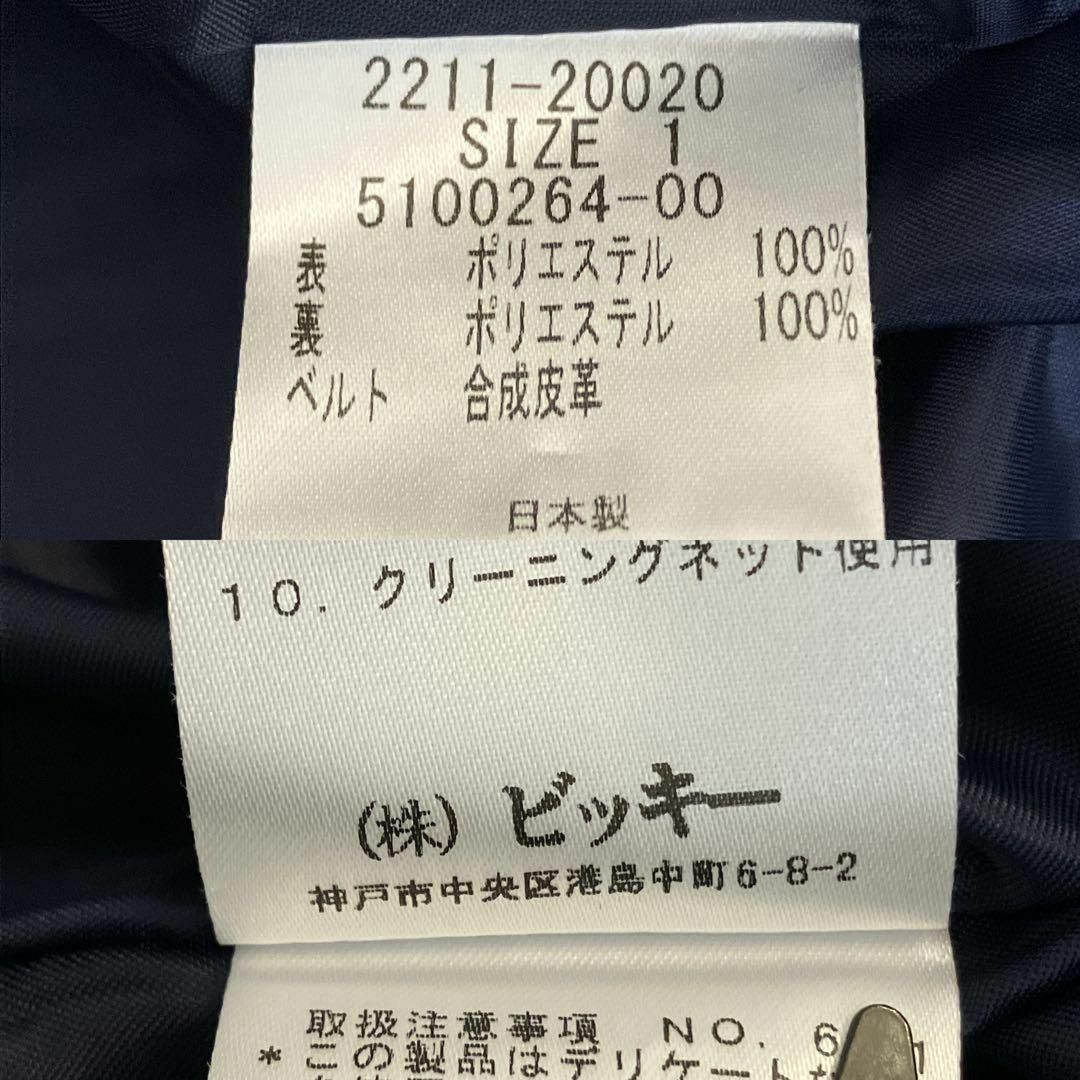 2211-20020
SIZE 1
5100264-00
表 ポリエステル 100%
裏 ポリエステル 100%
ベルト 合成皮革
日本製
10. クリーニングネット使用
(株) ビッキー
神戸市中央区港島中町6-8-2
取扱注意事項 NO. 6
* この製品はデリケート